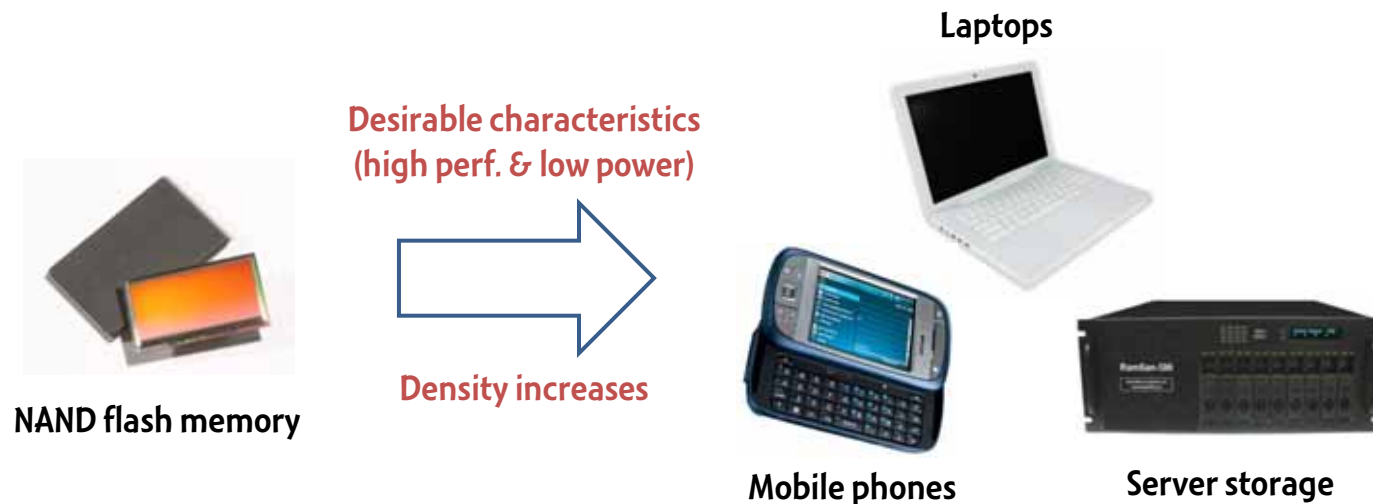 Laptops
Desirable characteristics
(high perf. & low power)
Density increases
NAND flash memory
Mobile phones
Server storage